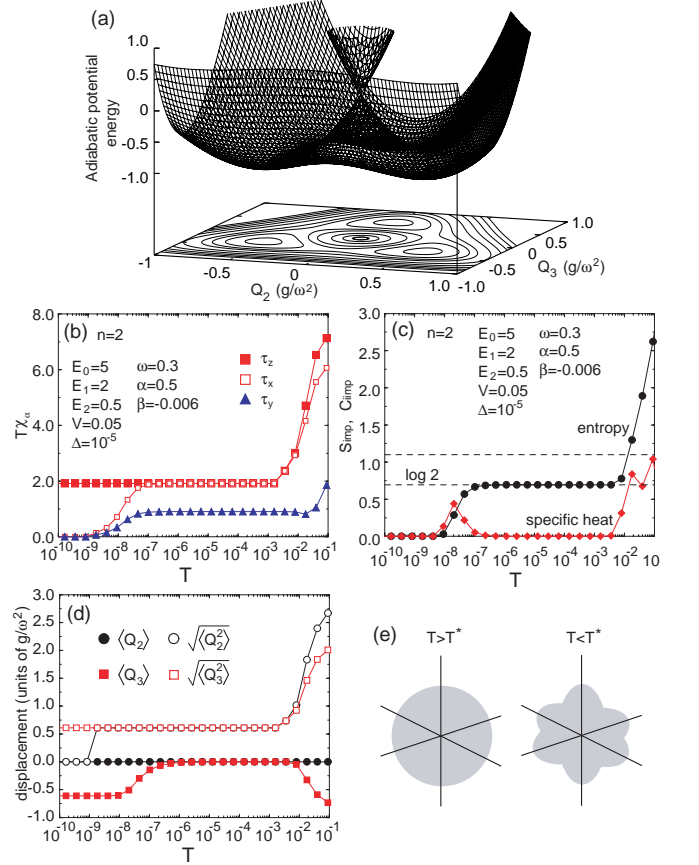 (a)
Adiabatic potential
energy
1.0
0.5
0
-0.5
-1.0
-1
-0.5
0
0.5
1.0
Q₂ (g/ω²)
-1.0
-0.5
0
0.5
1.0
Q₃ (g/ω²)
(b)
n=2
E₀=5 ω=0.3
E₁=2 α=0.5
E₂=0.5 β=-0.006
V=0.05
Δ=10⁻⁵
τz
τx
τy
8.0
6.0
4.0
2.0
0.0
Tχα
10⁻¹⁰ 10⁻⁹ 10⁻⁸ 10⁻⁷ 10⁻⁶ 10⁻⁵ 10⁻⁴ 10⁻³ 10⁻² 10⁻¹
T
(c)
n=2
E₀=5 ω=0.3
E₁=2 α=0.5
E₂=0.5 β=-0.006
V=0.05
Δ=10⁻⁵
entropy
log 2
specific heat
3.0
2.5
2.0
1.5
1.0
0.5
0.0
Simp, Ciimp
10⁻¹⁰ 10⁻⁹ 10⁻⁸ 10⁻⁷ 10⁻⁶ 10⁻⁵ 10⁻⁴ 10⁻³ 10⁻² 10
T
(d)
⟨Q₂⟩ √⟨Q₂²⟩
⟨Q₃⟩ √⟨Q₃²⟩
3.0
2.5
2.0
1.5
1.0
0.5
0.0
-0.5
-1.0
displacement (units of g/ω²)
10⁻¹⁰ 10⁻⁹ 10⁻⁸ 10⁻⁷ 10⁻⁶ 10⁻⁵ 10⁻⁴ 10⁻³ 10⁻² 10⁻¹
T
(e)
T>T*
T<T*